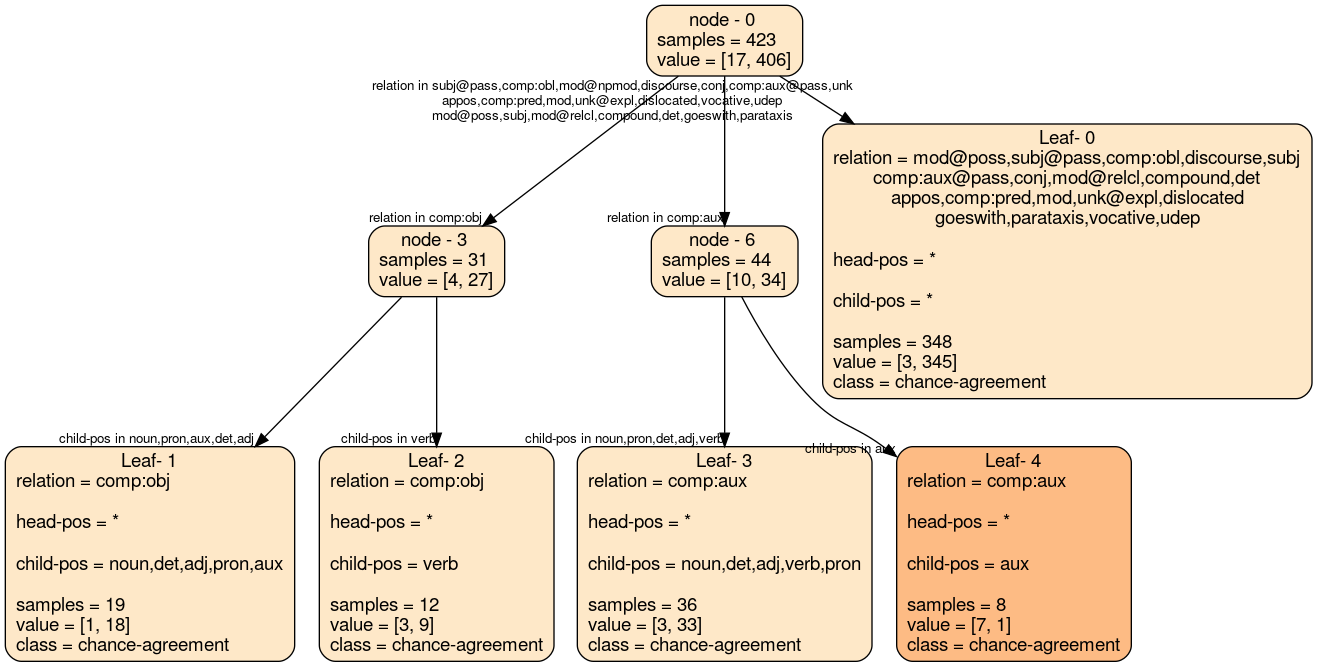 node - 0
samples = 423
value = [17, 406]
relation in subj@pass,comp:obl,mod@npmod,discourse,conj,comp:aux@pass,unk
appos,comp:pred,mod,unk@expl,dislocated,vocative,udep
mod@poss,subj,mod@relcl,compound,det,goeswith,parataxis
Leaf- 0
relation = mod@poss,subj@pass,comp:obl,discourse,subj
comp:aux@pass,conj,mod@relcl,compound,det
appos,comp:pred,mod,unk@expl,dislocated
goeswith,parataxis,vocative,udep
head-pos = *
child-pos = *
samples = 348
value = [3, 345]
class = chance-agreement
relation in comp:obj
node - 3
samples = 31
value = [4, 27]
relation in comp:aux
node - 6
samples = 44
value = [10, 34]
child-pos in noun,pron,aux,det,adj
Leaf- 1
relation = comp:obj
head-pos = *
child-pos = noun,det,adj,pron,aux
samples = 19
value = [1, 18]
class = chance-agreement
child-pos in verb
Leaf- 2
relation = comp:obj
head-pos = *
child-pos = verb
samples = 12
value = [3, 9]
class = chance-agreement
child-pos in noun,pron,det,adj,verb
Leaf- 3
relation = comp:aux
head-pos = *
child-pos = noun,det,adj,verb,pron
samples = 36
value = [3, 33]
class = chance-agreement
child-pos in aux
Leaf- 4
relation = comp:aux
head-pos = *
child-pos = aux
samples = 8
value = [7, 1]
class = chance-agreement